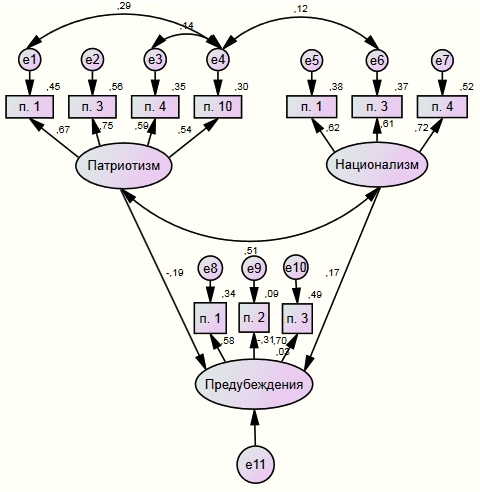 ,29
,14
,12
e1 e2 e3 e4 e5 e6 e7
,45 ,56 ,35 ,30 ,38 ,37 ,52
п. 1 п. 3 п. 4 п. 10 п. 1 п. 3 п. 4
,67 ,75 ,59 ,54 ,62 ,61 ,72
Патриотизм Национализм
,51
-,19 ,17
e8 e9 e10
,34 ,09 ,49
п. 1 п. 2 п. 3
,58 -,31 ,70
,03
Предубеждения
e11